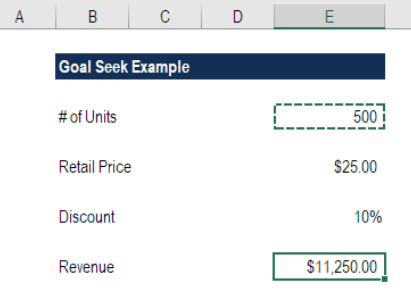 A B C D E
Goal Seek Example
# of Units 500
Retail Price $25.00
Discount 10%
Revenue $11,250.00